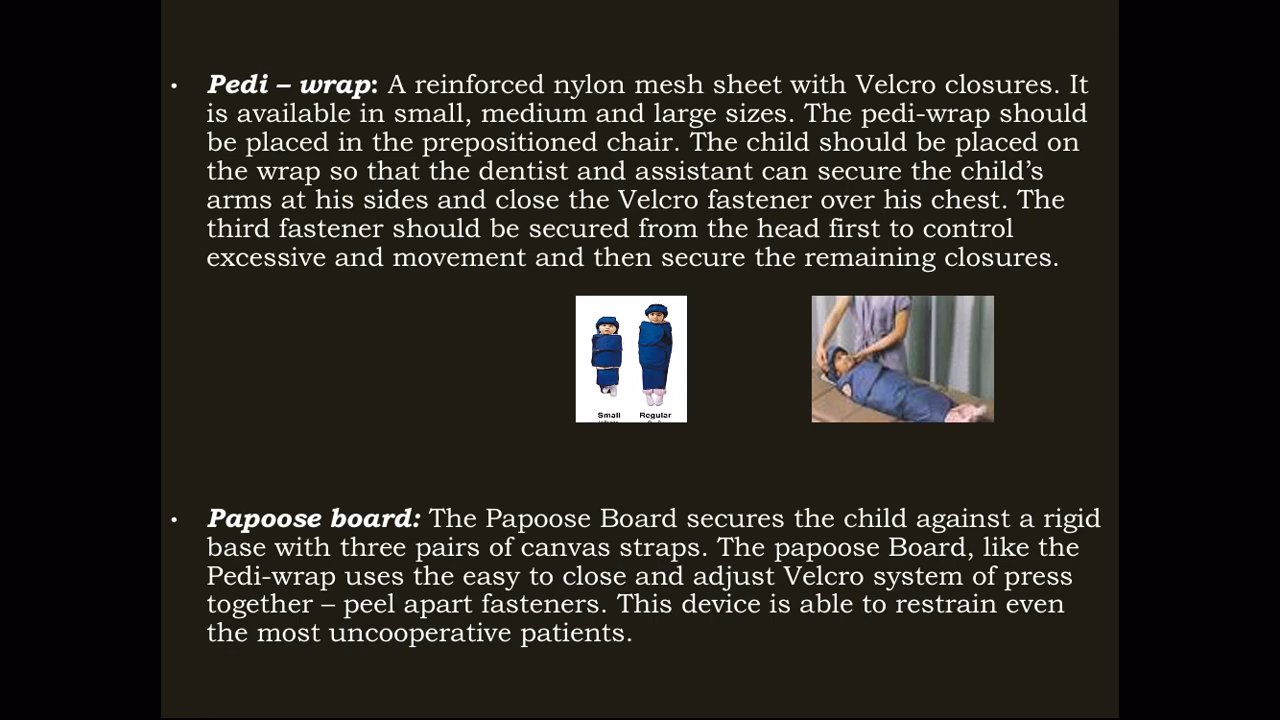 • Pedi – wrap: A reinforced nylon mesh sheet with Velcro closures. It
is available in small, medium and large sizes. The pedi-wrap should
be placed in the prepositioned chair. The child should be placed on
the wrap so that the dentist and assistant can secure the child’s
arms at his sides and close the Velcro fastener over his chest. The
third fastener should be secured from the head first to control
excessive and movement and then secure the remaining closures.
Small Regular
• Papoose board: The Papoose Board secures the child against a rigid
base with three pairs of canvas straps. The papoose Board, like the
Pedi-wrap uses the easy to close and adjust Velcro system of press
together – peel apart fasteners. This device is able to restrain even
the most uncooperative patients.